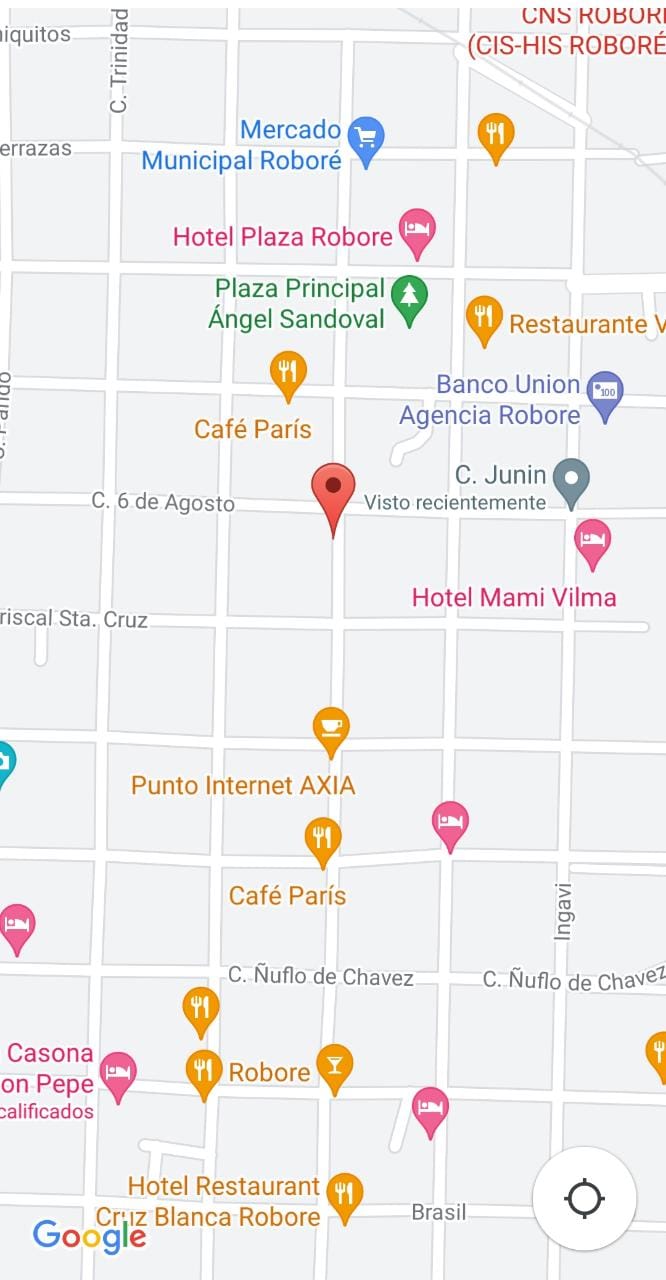 CNS ROBOR
(CIS-HIS ROBORÉ
iquitos
C. Trinidad
Mercado
Municipal Roboré
errazas
Hotel Plaza Robore
Plaza Principal
Ángel Sandoval
Restaurante V
Café París
Banco Union
Agencia Robore
100
C. Junin
Visto recientemente
C. 6 de Agosto
Hotel Mami Vilma
riscal Sta. Cruz
Punto Internet AXIA
Café París
Ingavi
C. Ñuflo de Chavez
C. Ñuflo de Chavez
Casona
on Pepe
calificados
Robore
Hotel Restaurant
Cruz Blanca Robore
Brasil
Google